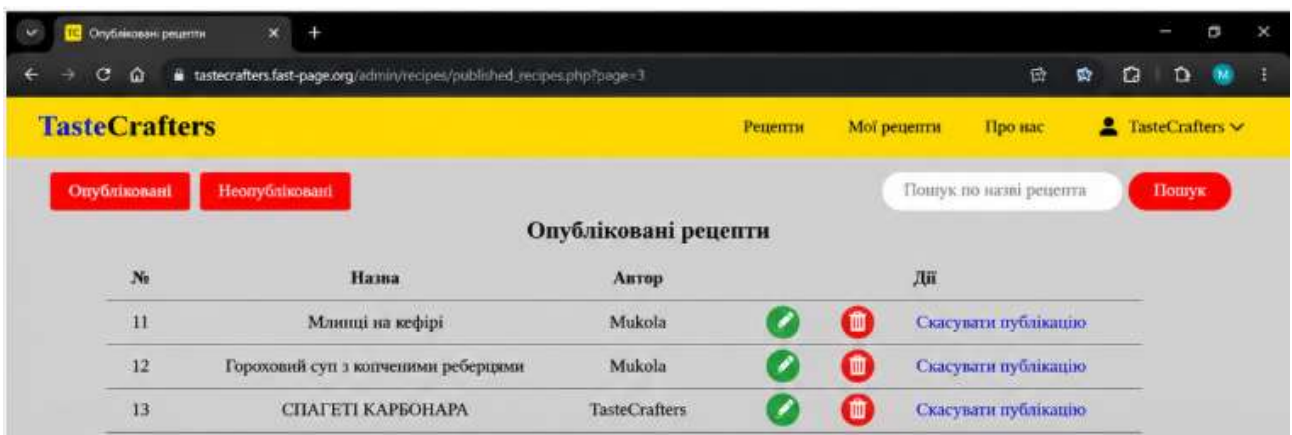 TC Опубліковані рецепти
tastecrafters.fast-page.org/admin/recipes/published_recipes.php?page=3
M
TasteCrafters Рецепти Мої рецепти Про нас TasteCrafters
Опубліковані Неопубліковані Пошук по назві рецепта Пошук
Опубліковані рецепти
№ Назва Автор Дії
11 Млинці на кефірі Mukola Скасувати публікацію
12 Гороховий суп з копченими реберцями Mukola Скасувати публікацію
13 СПАГЕТІ КАРБОНАРА TasteCrafters Скасувати публікацію